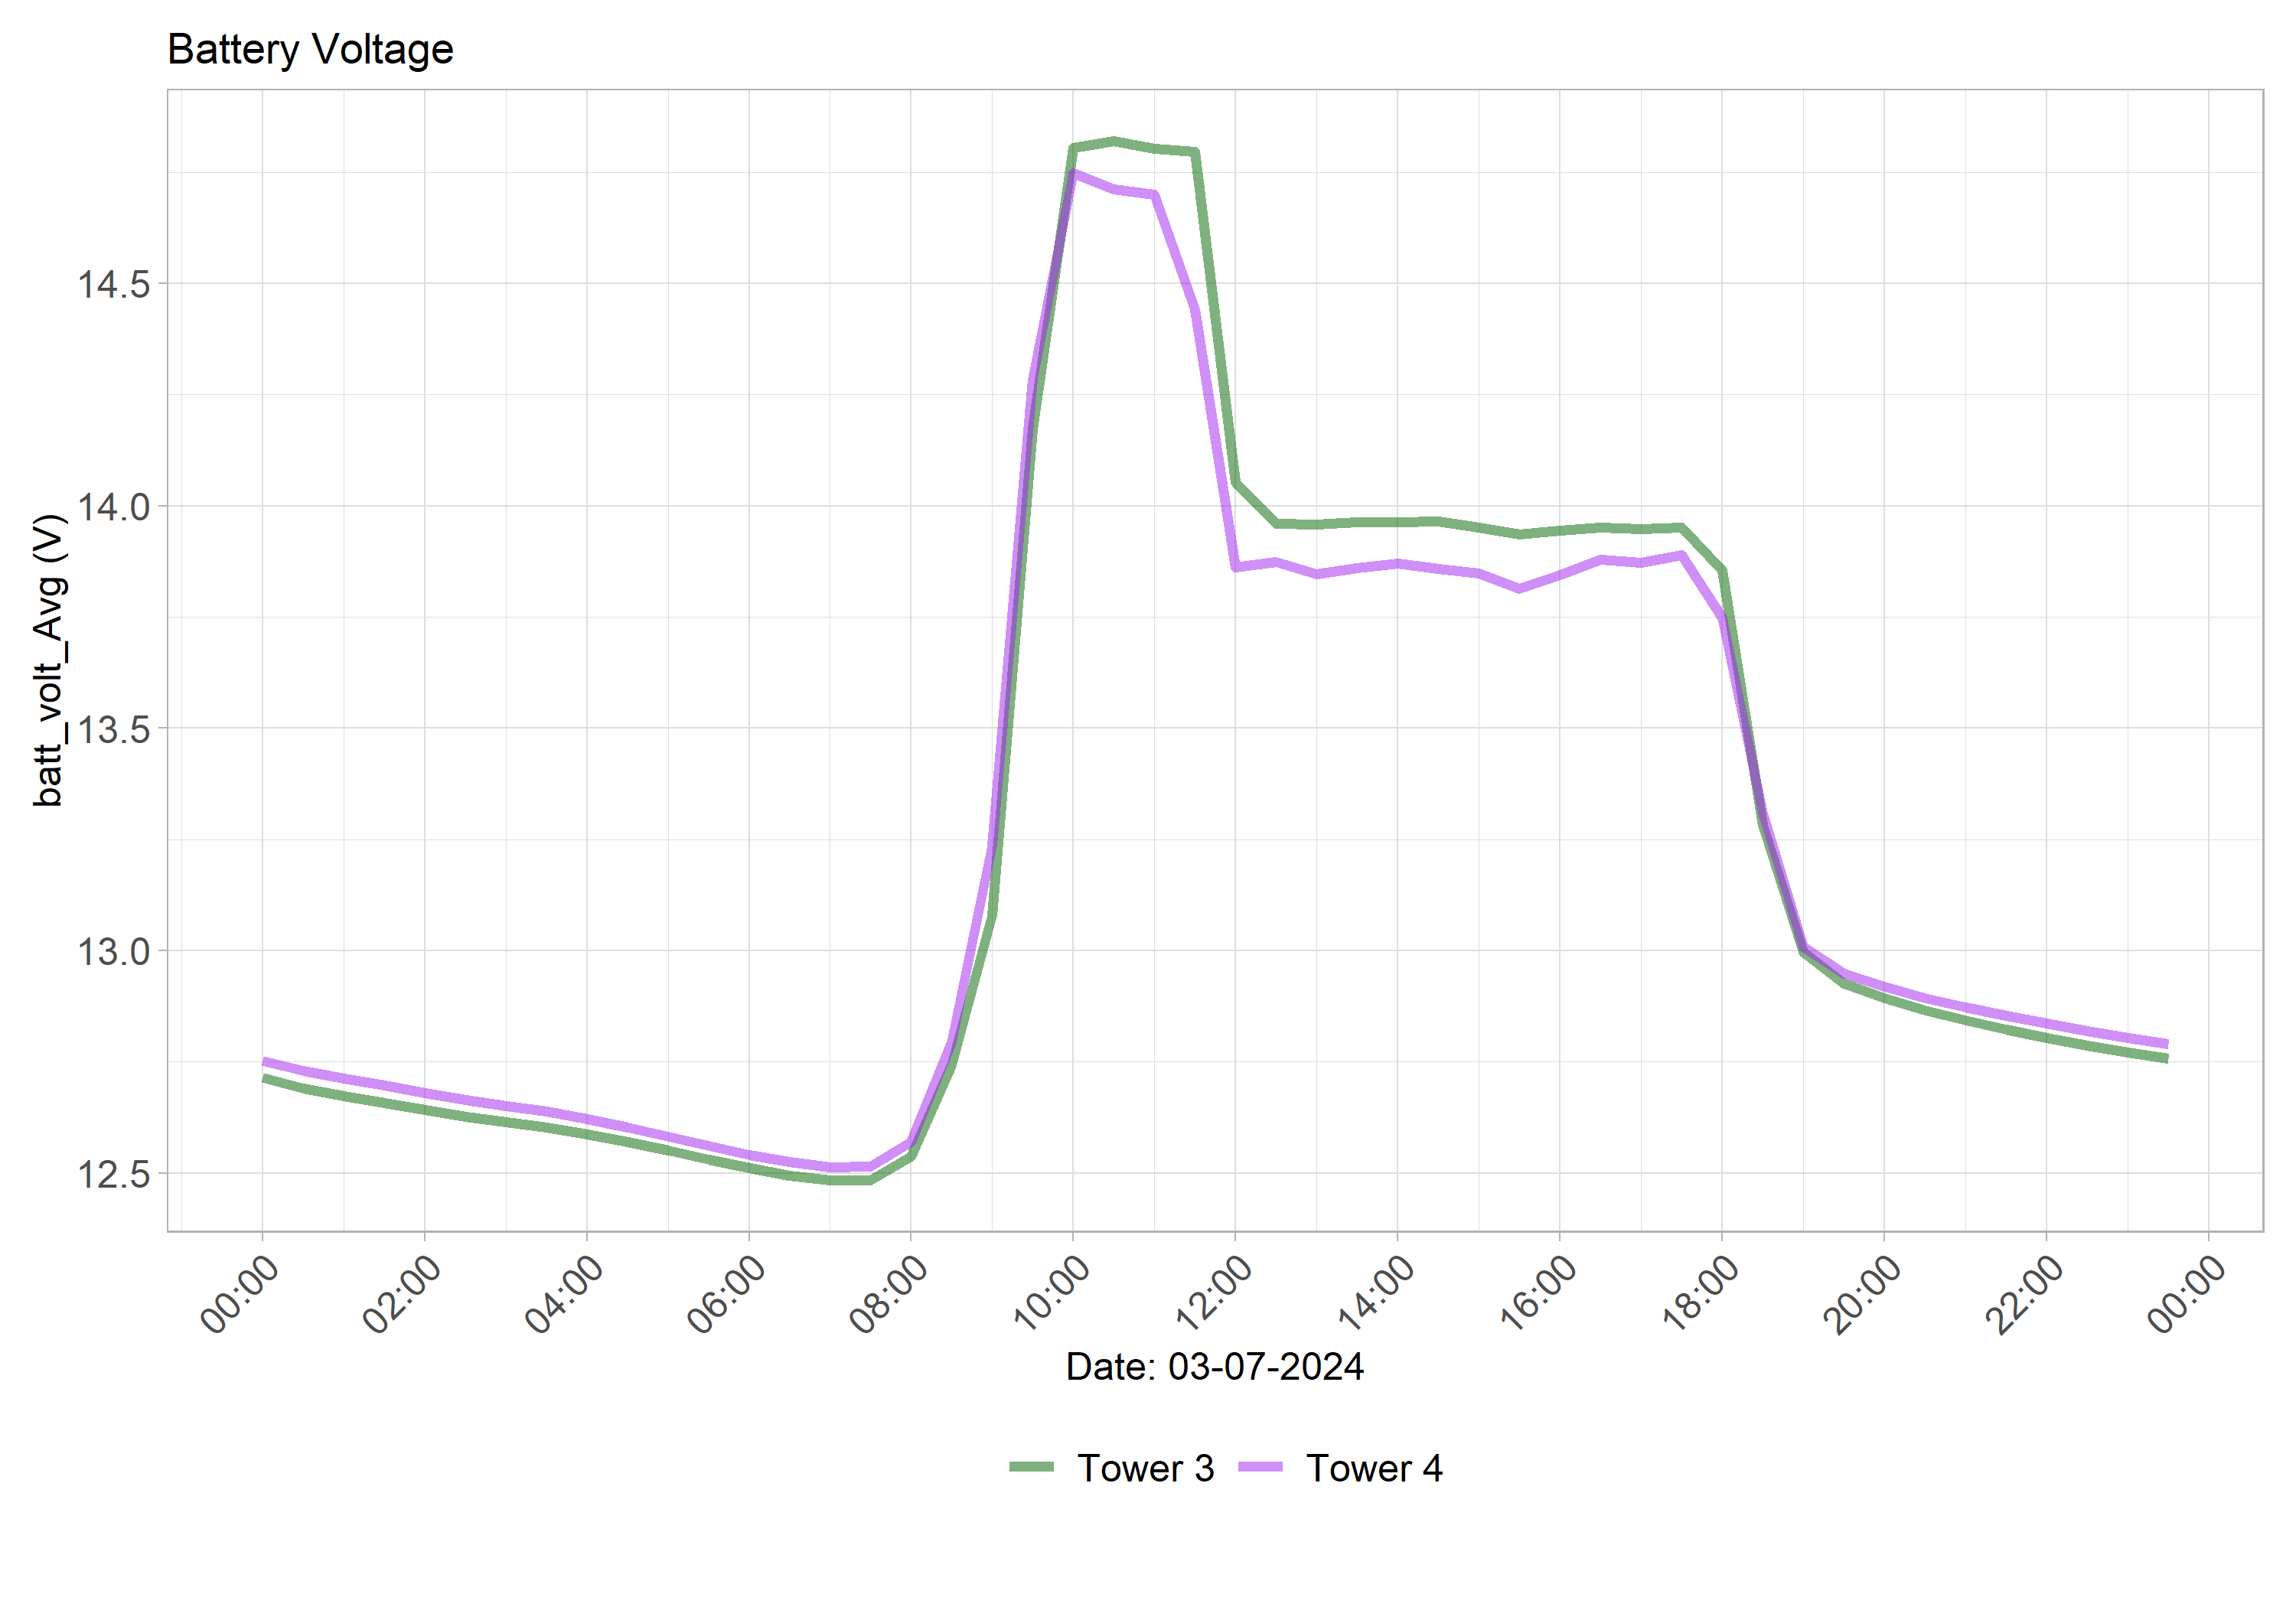 Battery Voltage
batt_volt_Avg (V)
14.5
14.0
13.5
13.0
12.5
00:00 02:00 04:00 06:00 08:00 10:00 12:00 14:00 16:00 18:00 20:00 22:00 00:00
Date: 03-07-2024
Tower 3 Tower 4